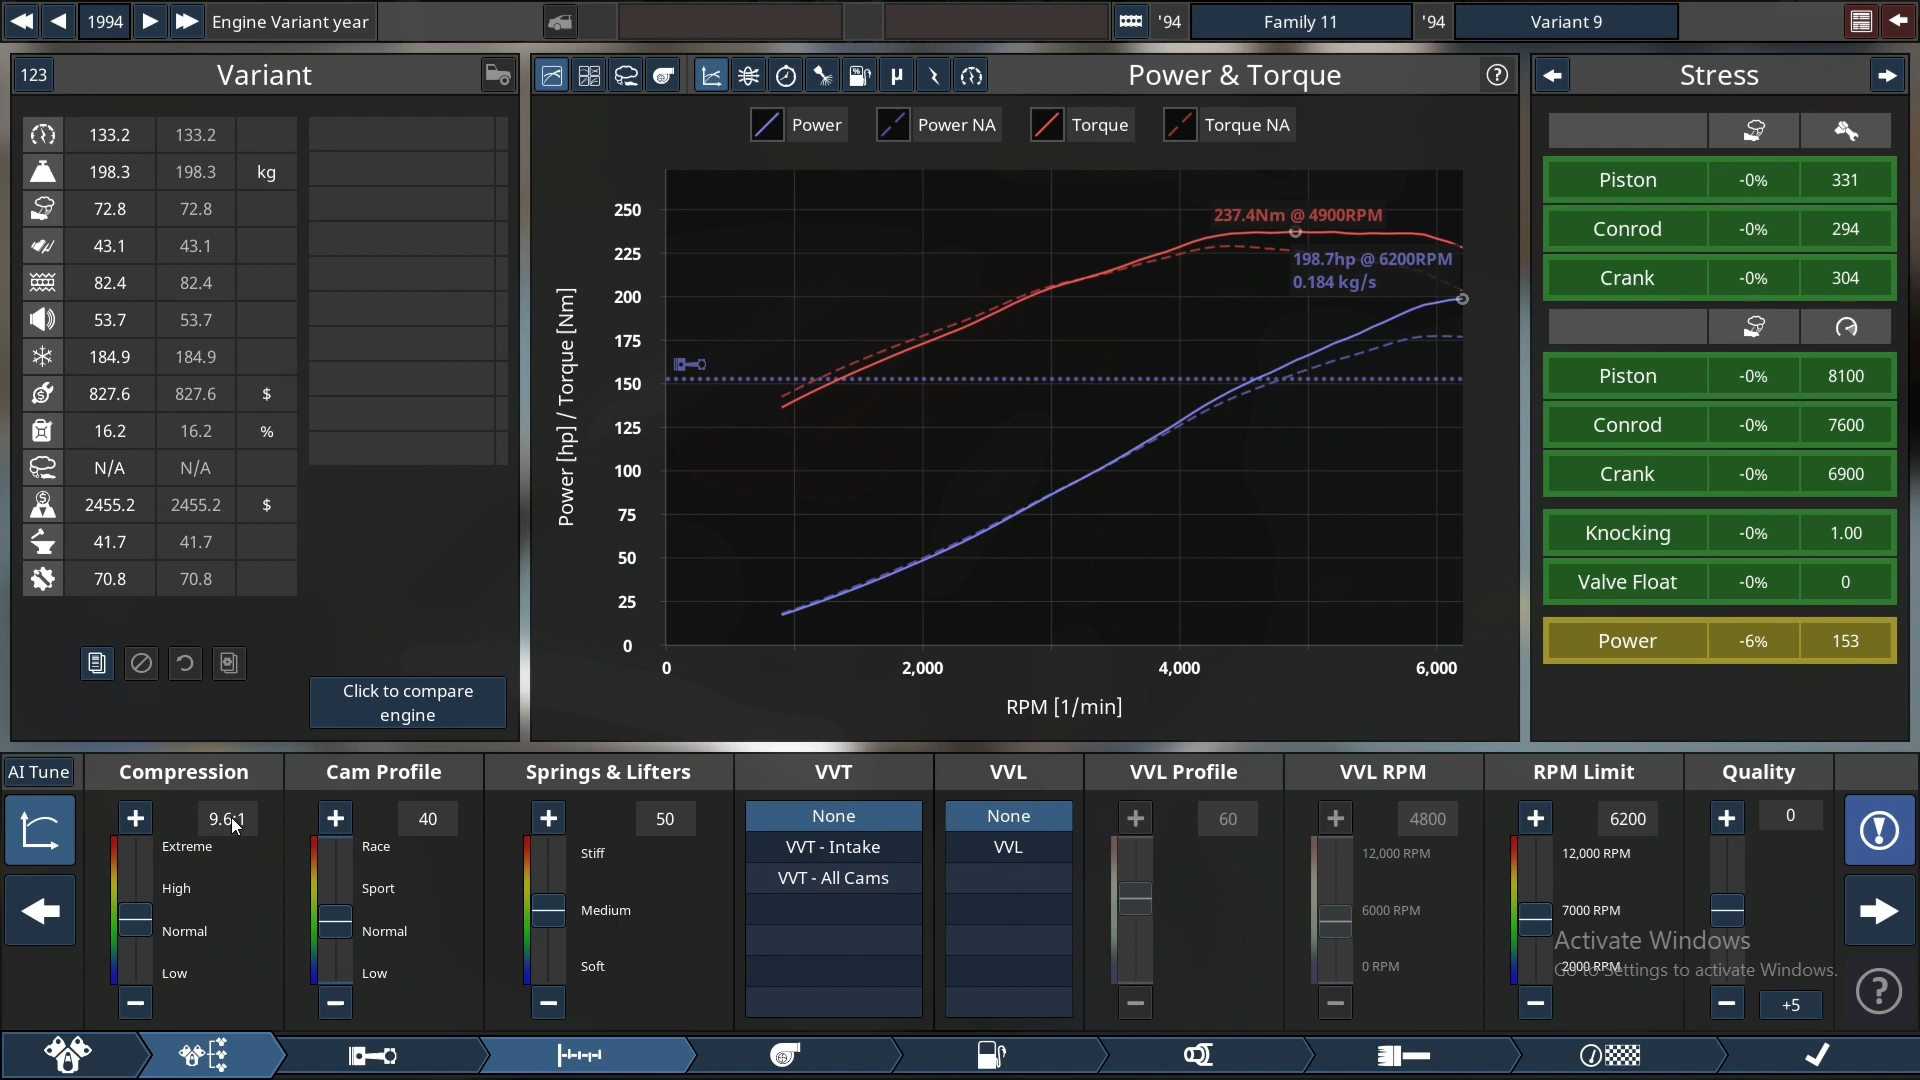 1994 Engine Variant year '94 Family 11 '94 Variant 9
123 Variant
133.2 133.2
198.3 198.3 kg
72.8 72.8
43.1 43.1
82.4 82.4
53.7 53.7
184.9 184.9
827.6 827.6 $
16.2 16.2 %
N/A N/A
2455.2 2455.2 $
41.7 41.7
70.8 70.8
Click to compare
engine
Power & Torque
Power Power NA Torque Torque NA
237.4Nm @ 4900RPM
198.7hp @ 6200RPM
0.184 kg/s
250
225
200
175
150
125
100
75
50
25
0
Power [hp] / Torque [Nm]
0 2,000 4,000 6,000
RPM [1/min]
Stress
Piston -0% 331
Conrod -0% 294
Crank -0% 304
Piston -0% 8100
Conrod -0% 7600
Crank -0% 6900
Knocking -0% 1.00
Valve Float -0% 0
Power -6% 153
AI Tune
Compression
9.6:1
Extreme
High
Normal
Low
Cam Profile
40
Race
Sport
Normal
Low
Springs & Lifters
50
Stiff
Medium
Soft
VVT
None
VVT - Intake
VVT - All Cams
VVL
None
VVL
VVL Profile
60
VVL RPM
4800
12,000 RPM
6000 RPM
0 RPM
RPM Limit
6200
12,000 RPM
7000 RPM
2000 RPM
Quality
0
+5
Activate Windows
Go to Settings to activate Windows.